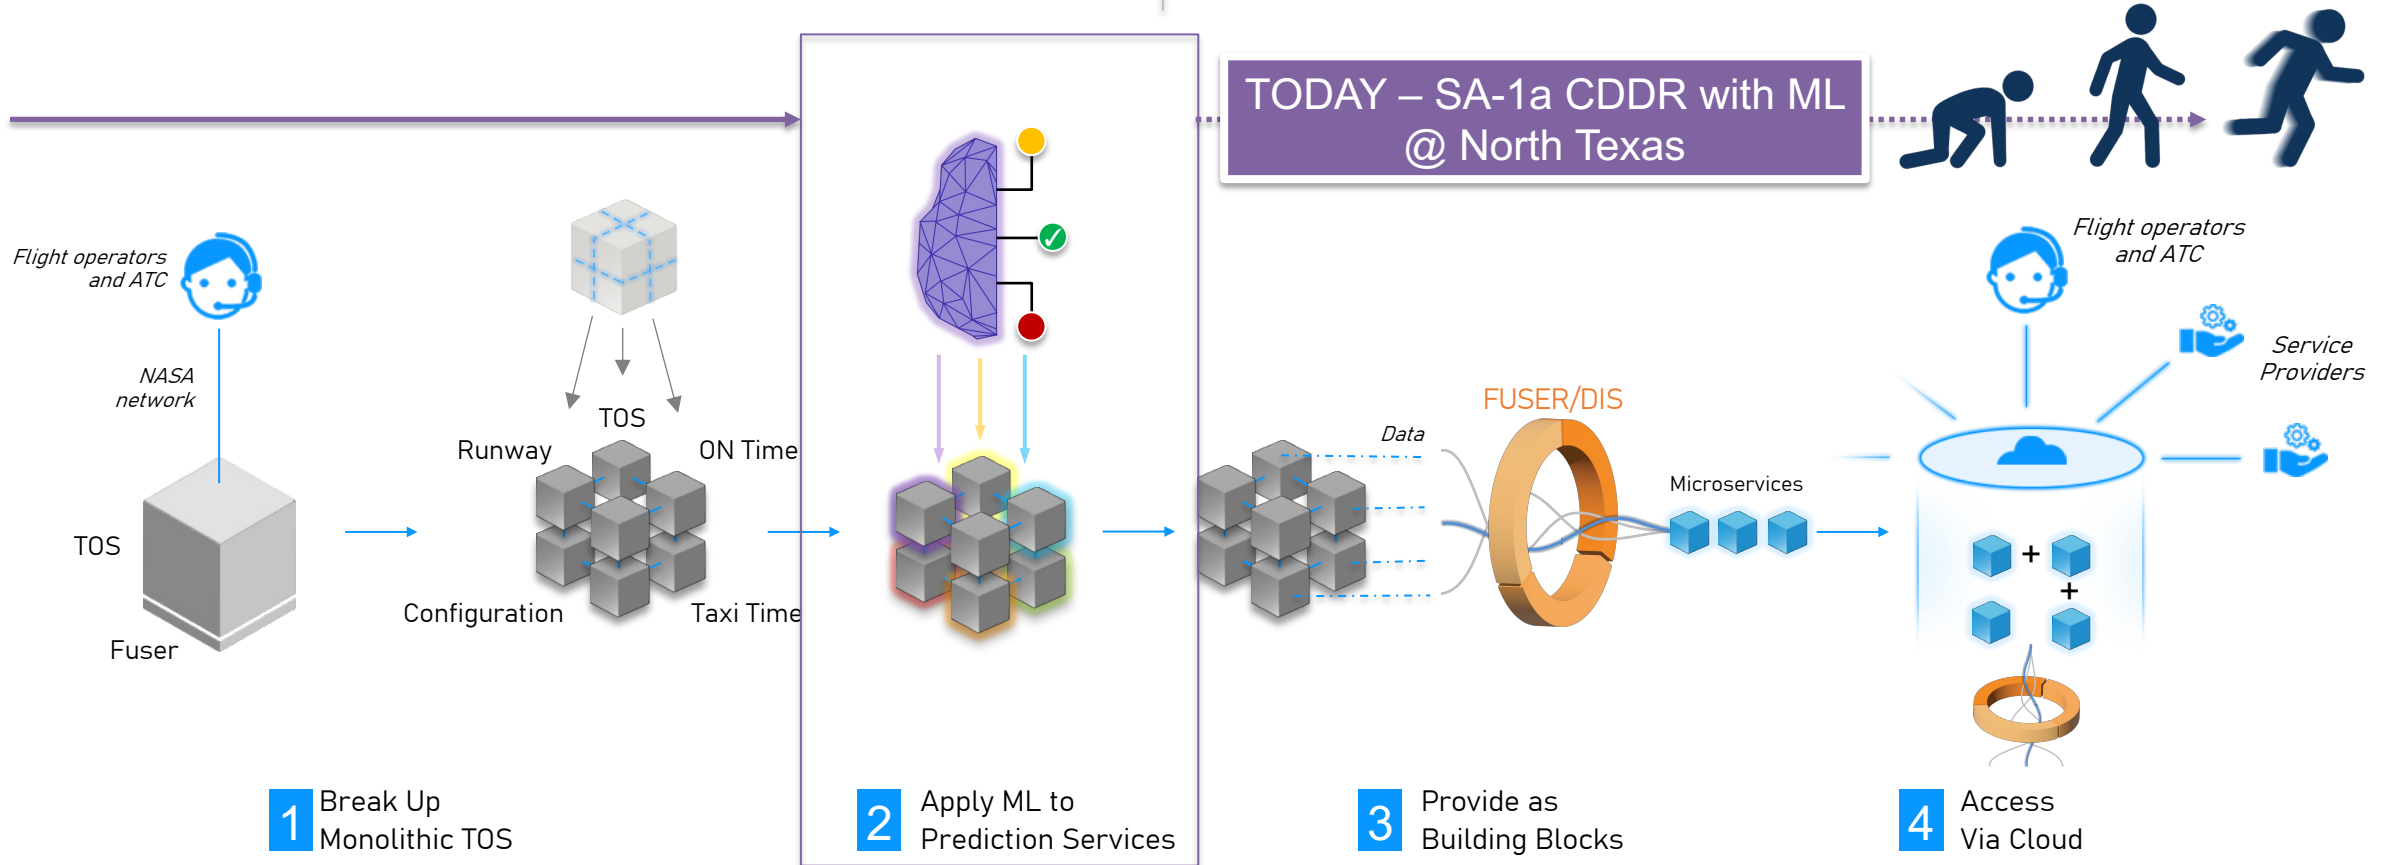 TODAY – SA-1a CDDR with ML
@ North Texas
Flight operators
and ATC
NASA
network
TOS
Fuser
TOS
Runway
ON Time
Configuration
Taxi Time
FUSER/DIS
Data
Microservices
Flight operators
and ATC
Service
Providers
+
+
1
Break Up
Monolithic TOS
2
Apply ML to
Prediction Services
3
Provide as
Building Blocks
4
Access
Via Cloud